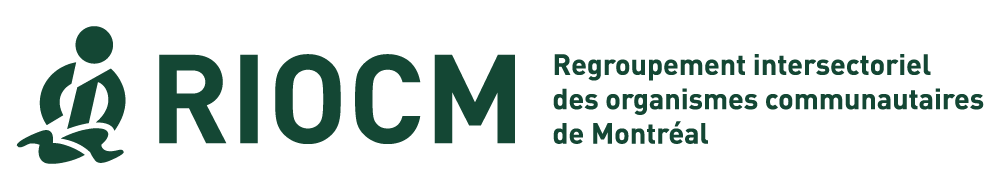 RIOCM
Regroupement intersectoriel
des organismes communautaires
de Montréal